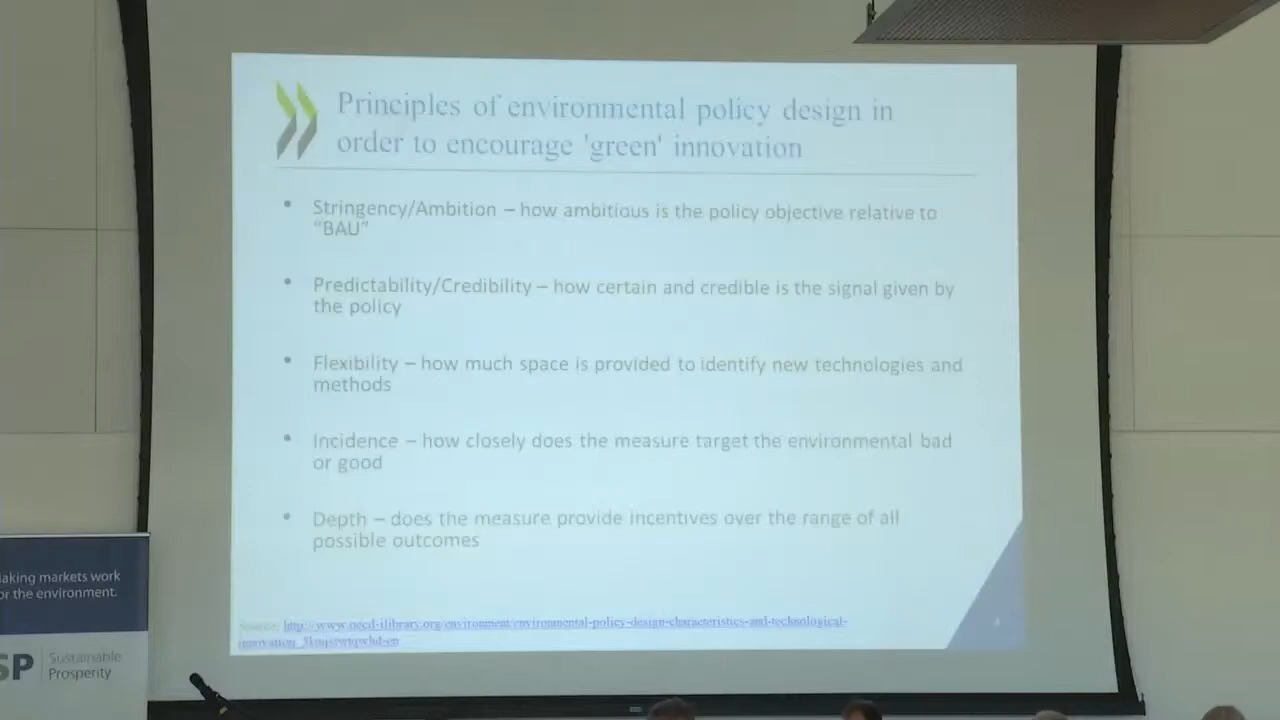 Principles of environmental policy design in
order to encourage 'green' innovation
• Stringency/Ambition – how ambitious is the policy objective relative to
"BAU"
• Predictability/Credibility – how certain and credible is the signal given by
the policy
• Flexibility – how much space is provided to identify new technologies and
methods
• Incidence – how closely does the measure target the environmental bad
or good
• Depth – does the measure provide incentives over the range of all
possible outcomes
Source: http://www.oecd-ilibrary.org/environment/environmental-policy-design-characteristics-and-technological-
4
aking markets work
or the environment.
SP Sustainable
Prosperity